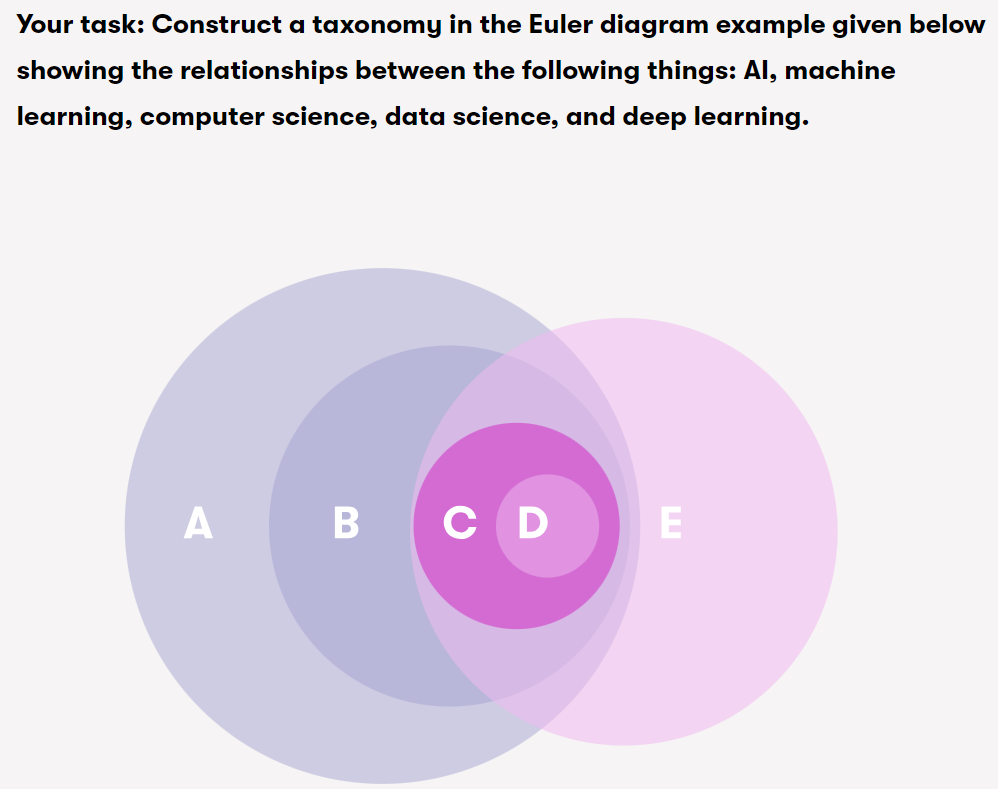 Your task: Construct a taxonomy in the Euler diagram example given below
showing the relationships between the following things: AI, machine
learning, computer science, data science, and deep learning.
A B C D E